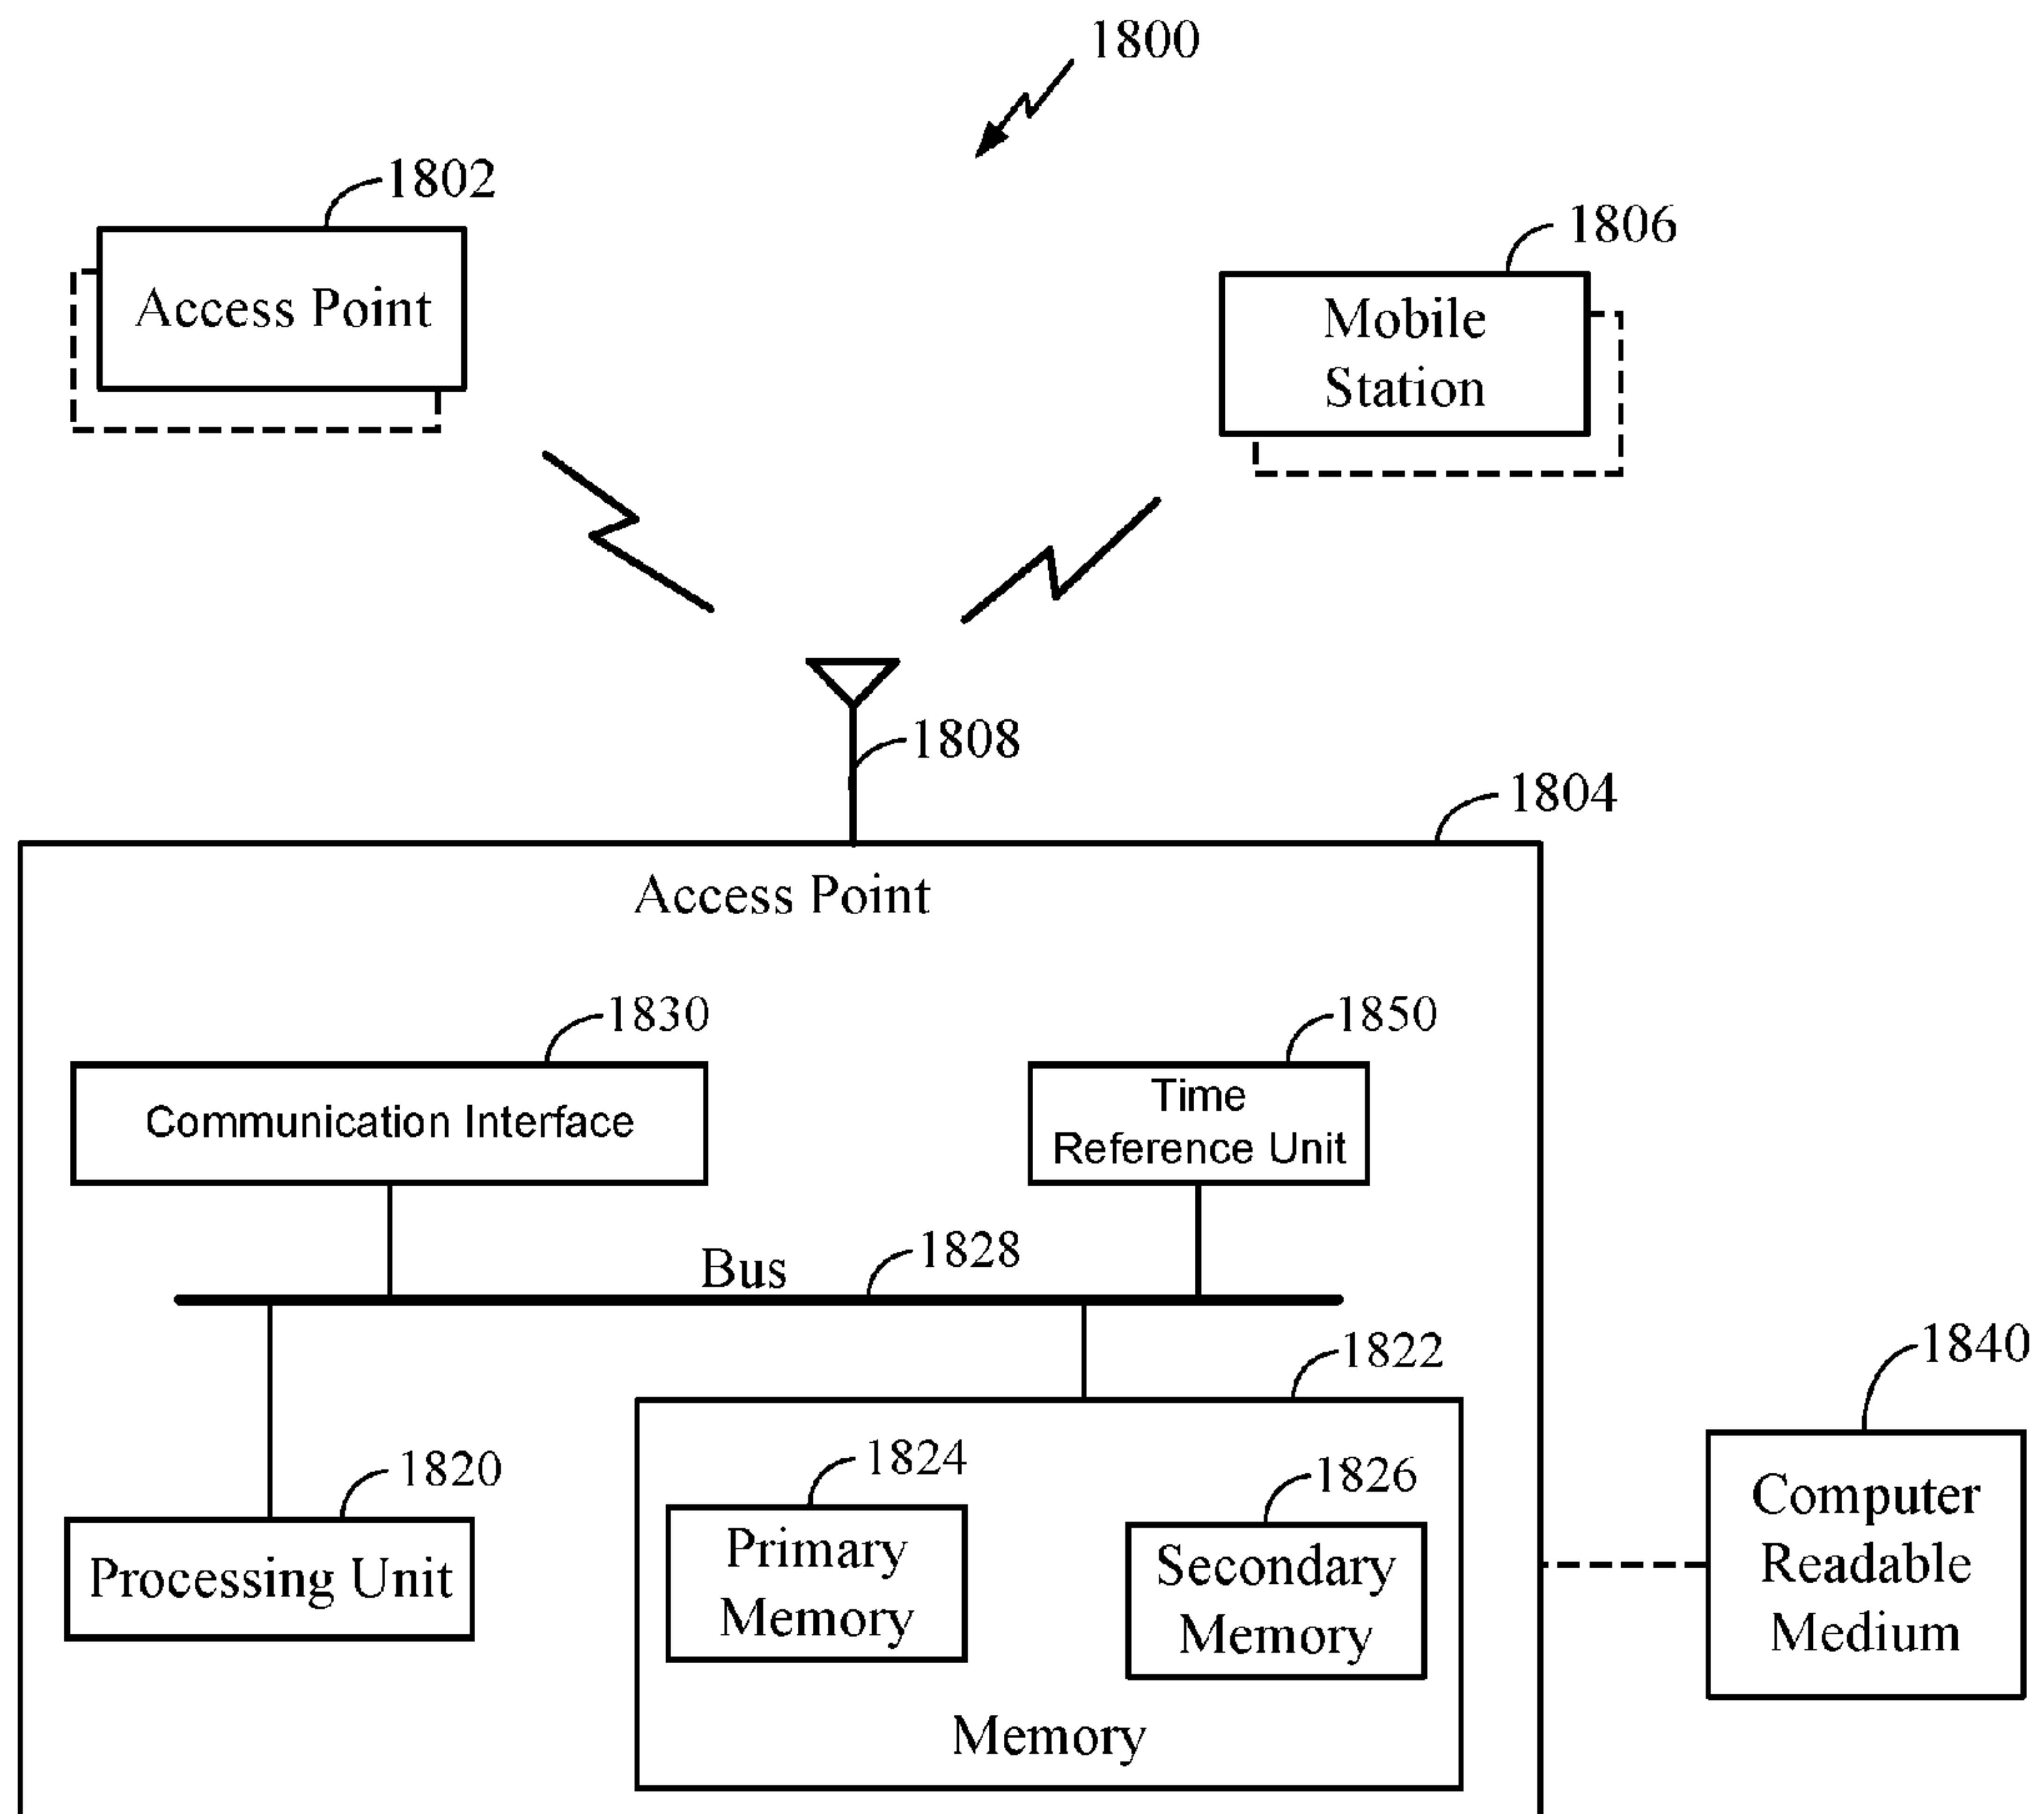 1800
1802
Access Point
1806
Mobile
Station
1808
1804
Access Point
1830
Communication Interface
1850
Time
Reference Unit
Bus
1828
1822
1820
Processing Unit
1824
Primary
Memory
1826
Secondary
Memory
Memory
1840
Computer
Readable
Medium